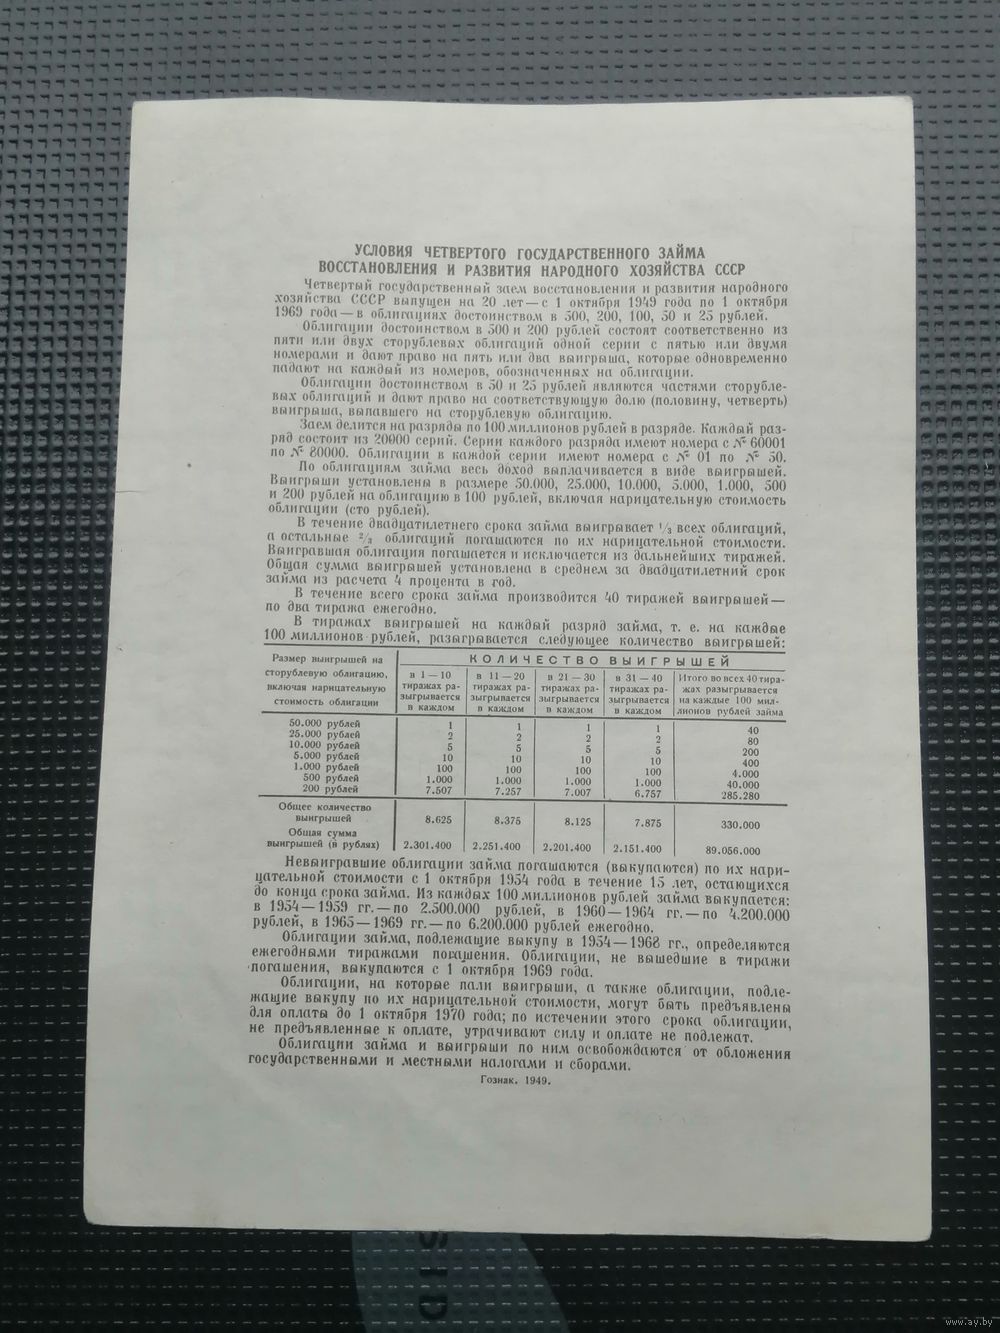 УСЛОВИЯ ЧЕТВЕРТОГО ГОСУДАРСТВЕННОГО ЗАЙМА
ВОССТАНОВЛЕНИЯ И РАЗВИТИЯ НАРОДНОГО ХОЗЯЙСТВА СССР
Четвертый государственный заем восстановления и развития народного
хозяйства СССР выпущен на 20 лет—с 1 октября 1949 года по 1 октября
1969 года—в облигациях достоинством в 500, 200, 100, 50 и 25 рублей.
Облигации достоинством в 500 и 200 рублей состоят соответственно из
пяти или двух сторублевых облигаций одной серии с пятью или двумя
номерами и дают право на пять или два выигрыша, которые одновременно
падают на каждый из номеров, обозначенных на облигации.
Облигации достоинством в 50 и 25 рублей являются частями сторубле-
вых облигаций и дают право на соответствующую долю (половину, четверть)
выигрыша, выпавшего на сторублевую облигацию.
Заем делится на разряды по 100 миллионов рублей в разряде. Каждый раз-
ряд состоит из 20000 серий. Серии каждого разряда имеют номера с № 60001
по № 80000. Облигации в каждой серии имеют номера с № 01 по № 50.
По облигациям займа весь доход выплачивается в виде выигрышей.
Выигрыши установлены в размере 50.000, 25.000, 10.000, 5.000, 1.000, 500
и 200 рублей на облигацию в 100 рублей, включая нарицательную стоимость
облигации (сто рублей).
В течение двадцатилетнего срока займа выигрывает 1/3 всех облигаций,
а остальные 2/3 облигаций погашаются по их нарицательной стоимости.
Выигравшая облигация погашается и исключается из дальнейших тиражей.
Общая сумма выигрышей установлена в среднем за двадцатилетний срок
займа из расчета 4 процента в год.
В течение всего срока займа производится 40 тиражей выигрышей—
по два тиража ежегодно.
В тиражах выигрышей на каждый разряд займа, т. е. на каждые
100 миллионов рублей, разыгрывается следующее количество выигрышей:
Размер выигрышей на
сторублевую облигацию,
включая нарицательную
стоимость облигации
КОЛИЧЕСТВО ВЫИГРЫШЕЙ
в 1—10
тиражах ра-
зыгрывается
в каждом
в 11—20
тиражах ра-
зыгрывается
в каждом
в 21—30
тиражах ра-
зыгрывается
в каждом
в 31—40
тиражах ра-
зыгрывается
в каждом
Итого во всех 40 тира-
жах разыгрывается
на каждые 100 мил-
лионов рублей займа
50.000 рублей 1 1 1 1 40
25.000 рублей 2 2 2 2 80
10.000 рублей 5 5 5 5 200
5.000 рублей 10 10 10 10 400
1.000 рублей 100 100 100 100 4.000
500 рублей 1.000 1.000 1.000 1.000 40.000
200 рублей 7.507 7.257 7.007 6.757 285.280
Общее количество
выигрышей 8.625 8.375 8.125 7.875 330.000
Общая сумма
выигрышей (в рублях) 2.301.400 2.251.400 2.201.400 2.151.400 89.056.000
Невыигравшие облигации займа погашаются (выкупаются) по их нари-
цательной стоимости с 1 октября 1954 года в течение 15 лет, остающихся
до конца срока займа. Из каждых 100 миллионов рублей займа выкупается:
в 1954—1959 гг.—по 2.500.000 рублей, в 1960—1964 гг.—по 4.200.000
рублей, в 1965—1969 гг.—по 6.200.000 рублей ежегодно.
Облигации займа, подлежащие выкупу в 1954—1968 гг., определяются
ежегодными тиражами погашения. Облигации, не вышедшие в тиражи
погашения, выкупаются с 1 октября 1969 года.
Облигации, на которые пали выигрыши, а также облигации, подле-
жащие выкупу по их нарицательной стоимости, могут быть предъявлены
для оплаты до 1 октября 1970 года; по истечении этого срока облигации,
не предъявленные к оплате, утрачивают силу и оплате не подлежат.
Облигации займа и выигрыши по ним освобождаются от обложения
государственными и местными налогами и сборами.
Гознак. 1949.
SID
www.ay.by